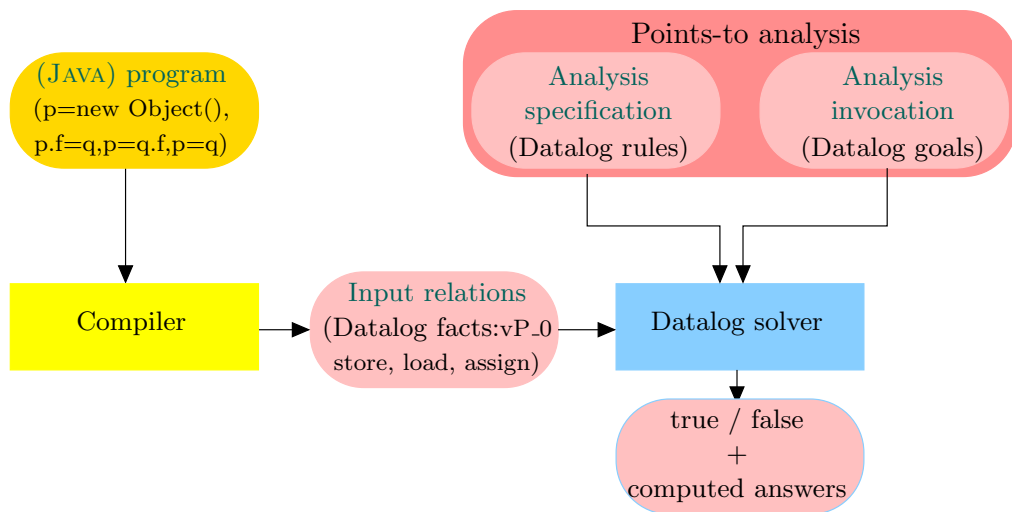 (JAVA) program
(p=new Object(),
p.f=q,p=q.f,p=q)
Points-to analysis
Analysis
specification
(Datalog rules)
Analysis
invocation
(Datalog goals)
Compiler
Input relations
(Datalog facts:vP_0
store, load, assign)
Datalog solver
true / false
+
computed answers